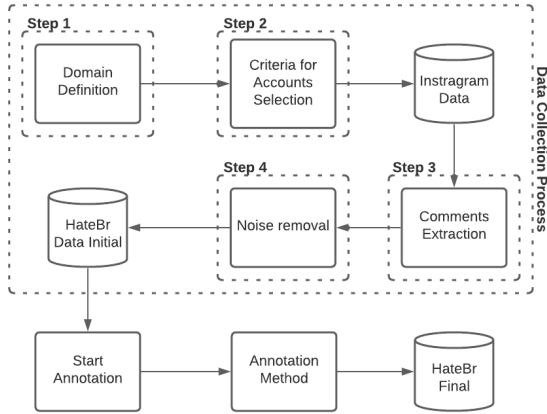 Step 1
Step 2
Domain
Definition
Criteria for
Accounts
Selection
Instragram
Data
Data Collection Process
Step 4
Step 3
HateBr
Data Initial
Noise removal
Comments
Extraction
Start
Annotation
Annotation
Method
HateBr
Final